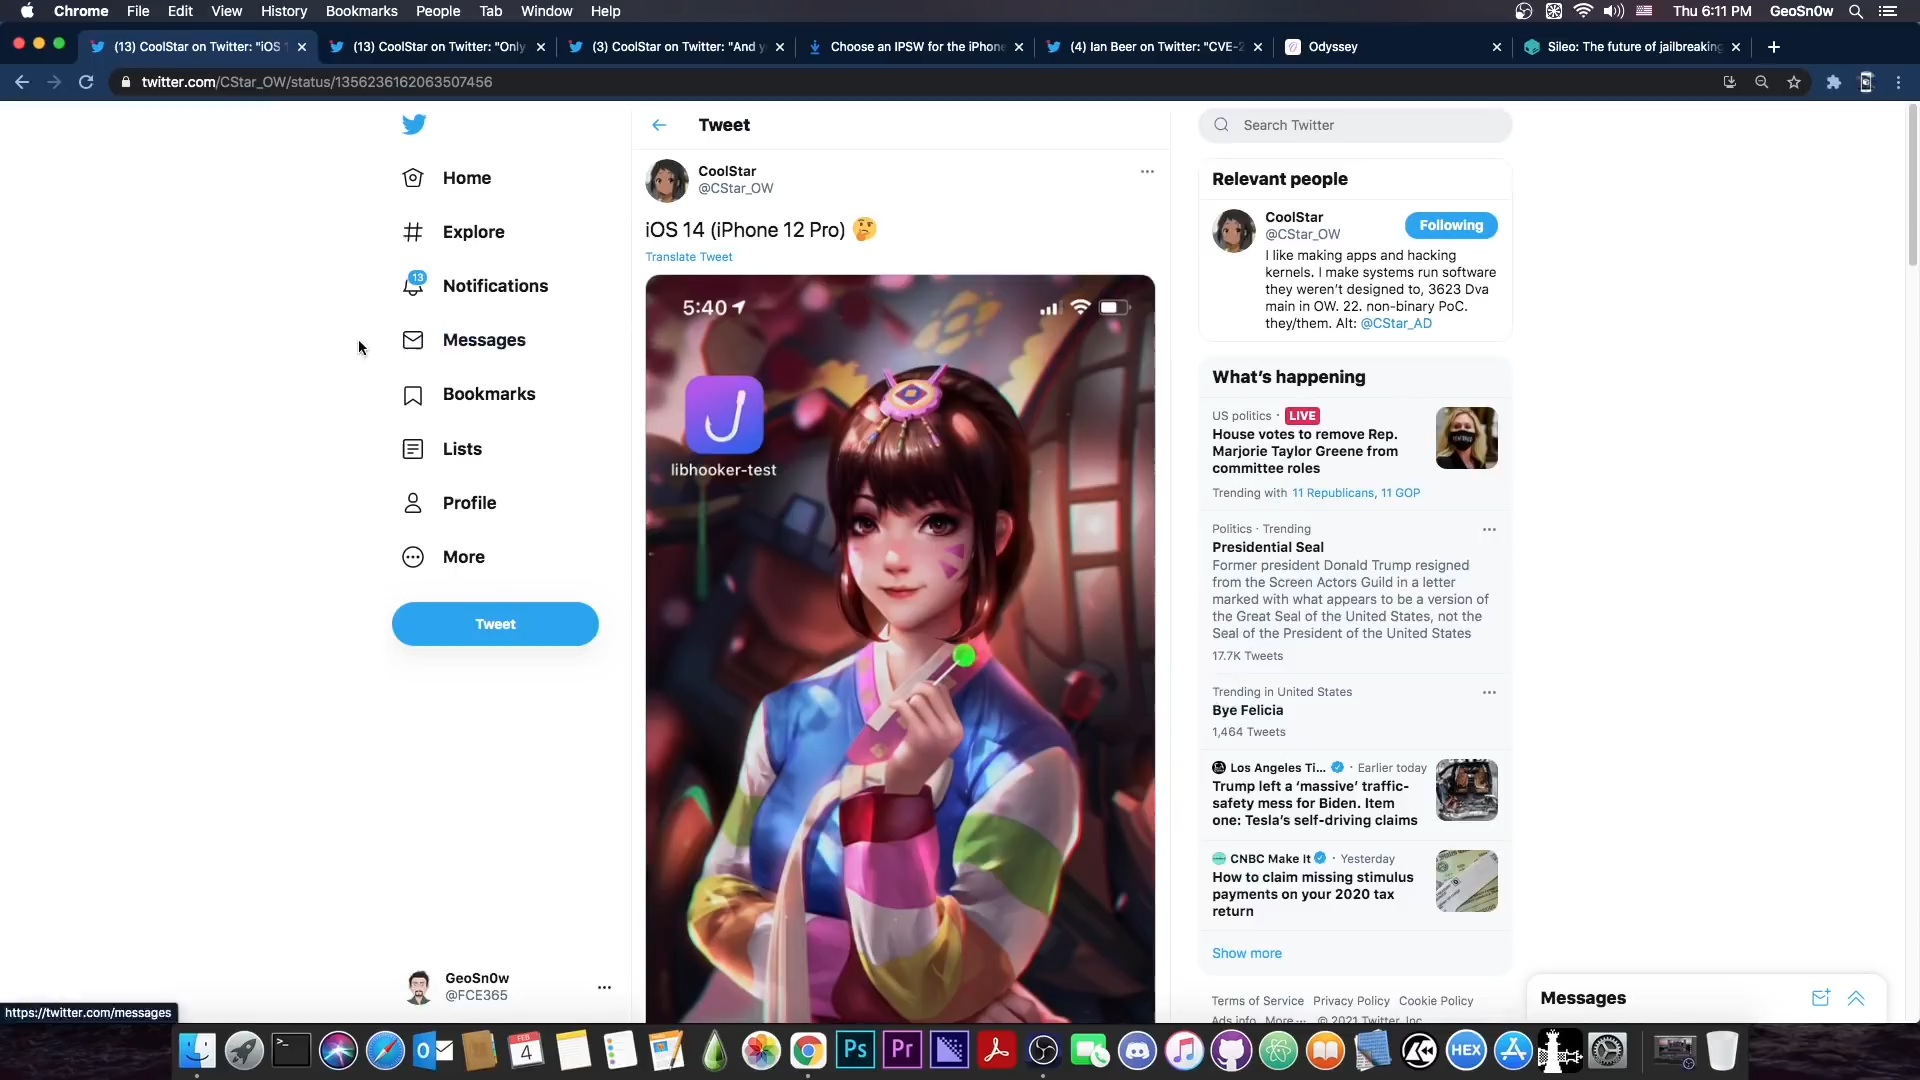 Chrome File Edit View History Bookmarks People Tab Window Help
Thu 6:11 PM GeoSn0w
(13) CoolStar on Twitter: "iOS 1
(13) CoolStar on Twitter: "Only
(3) CoolStar on Twitter: "And y
Choose an IPSW for the iPhone
(4) Ian Beer on Twitter: "CVE-2
Odyssey
Sileo: The future of jailbreaking
twitter.com/CStar_OW/status/1356236162063507456
Home
Explore
13
Notifications
Messages
Bookmarks
Lists
Profile
More
Tweet
GeoSn0w
@FCE365
https://twitter.com/messages
Tweet
CoolStar
@CStar_OW
iOS 14 (iPhone 12 Pro) 🤔
Translate Tweet
5:40
libhooker-test
Search Twitter
Relevant people
CoolStar
@CStar_OW
Following
I like making apps and hacking
kernels. I make systems run software
they weren't designed to, 3623 Dva
main in OW. 22. non-binary PoC.
they/them. Alt: @CStar_AD
What's happening
US politics · LIVE
House votes to remove Rep.
Marjorie Taylor Greene from
committee roles
Trending with 11 Republicans, 11 GOP
Politics · Trending
Presidential Seal
Former president Donald Trump resigned
from the Screen Actors Guild in a letter
marked with what appears to be a version of
the Great Seal of the United States, not the
Seal of the President of the United States
17.7K Tweets
Trending in United States
Bye Felicia
1,464 Tweets
Los Angeles Ti... · Earlier today
Trump left a 'massive' traffic-
safety mess for Biden. Item
one: Tesla's self-driving claims
CNBC Make It · Yesterday
How to claim missing stimulus
payments on your 2020 tax
return
Show more
Terms of Service Privacy Policy Cookie Policy
Ads info More ··· © 2021 Twitter, Inc.
Messages
FEB
4
Ps
Pr
HEX